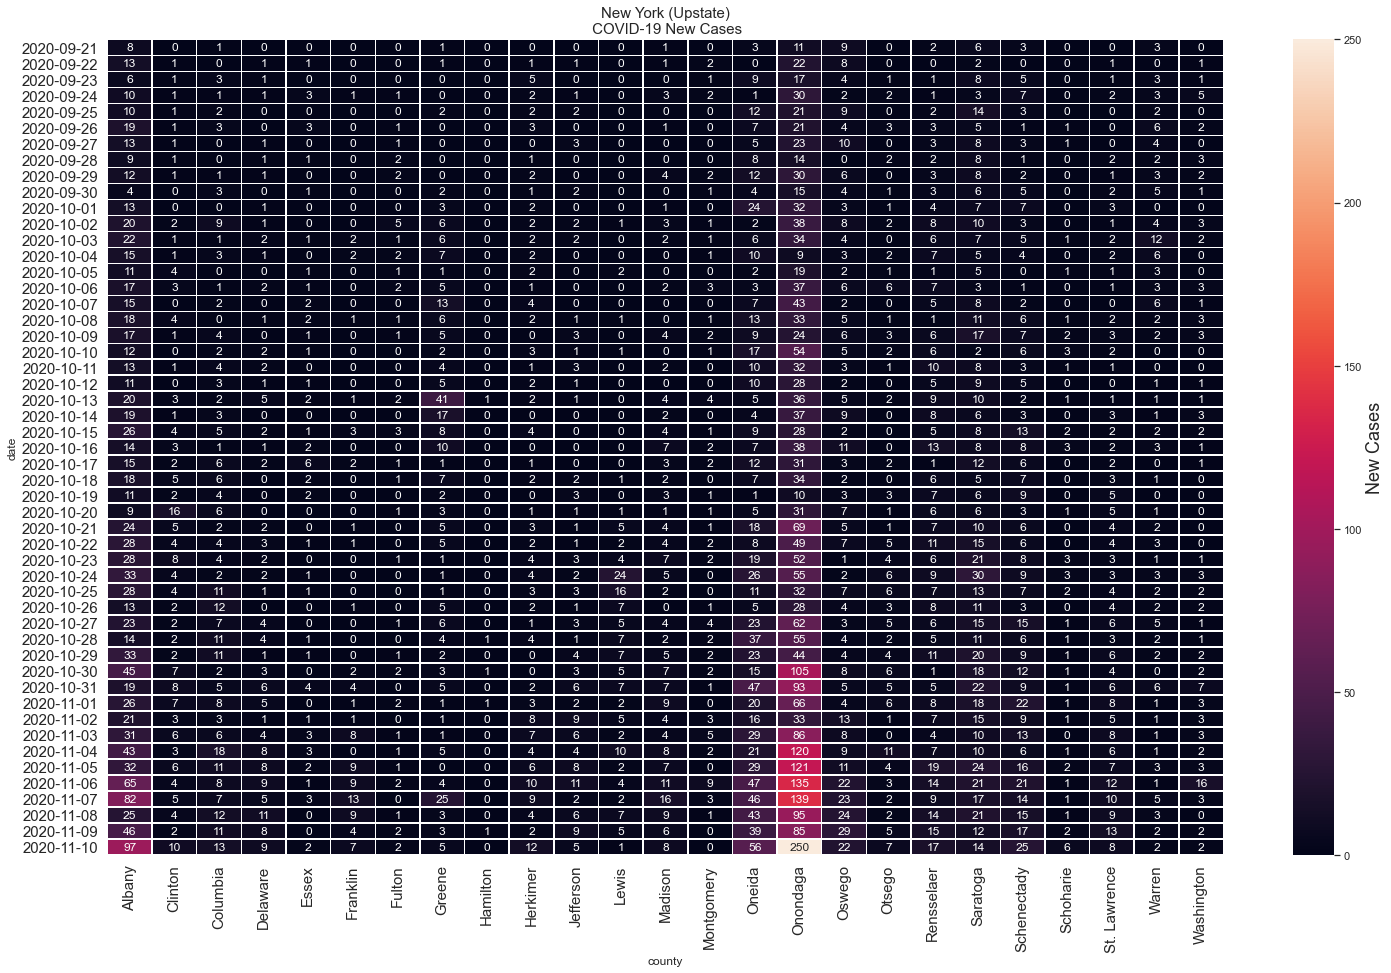 New York (Upstate)
COVID-19 New Cases
2020-09-21 8 0 1 0 0 0 0 1 0 0 0 0 1 0 3 11 9 0 2 6 3 0 0 3 0
2020-09-22 13 1 0 1 1 0 0 1 0 1 1 0 1 2 0 22 8 0 0 2 0 0 1 0 1
2020-09-23 6 1 3 1 0 0 0 0 0 5 0 0 0 1 9 17 4 1 1 8 5 0 1 3 1
2020-09-24 10 1 1 1 3 1 1 0 0 2 1 0 3 2 1 30 2 2 1 3 7 0 2 3 5
2020-09-25 10 1 2 0 0 0 0 2 0 2 2 0 0 0 12 21 9 0 2 14 3 0 0 2 0
2020-09-26 19 1 3 0 3 0 1 0 0 3 0 0 1 0 7 21 4 3 3 5 1 1 0 6 2
2020-09-27 13 1 0 1 0 0 1 0 0 0 3 0 0 0 5 23 10 0 3 8 3 1 0 4 0
2020-09-28 9 1 0 1 1 0 2 0 0 1 0 0 0 0 8 14 0 2 2 8 1 0 2 2 3
2020-09-29 12 1 1 1 0 0 2 0 0 2 2 0 4 2 12 30 6 0 3 8 2 0 1 3 2
2020-09-30 4 0 3 0 1 0 0 2 0 1 2 0 0 1 4 15 4 1 3 6 5 0 2 5 1
2020-10-01 13 0 0 1 0 0 0 3 0 2 0 0 1 0 24 32 3 1 4 7 7 0 3 0 0
2020-10-02 20 2 9 1 0 0 5 6 0 2 2 1 3 1 2 38 8 2 8 10 3 0 1 4 3
2020-10-03 22 1 1 2 1 2 1 6 0 2 2 0 2 1 6 34 4 0 6 7 5 1 2 12 2
2020-10-04 15 1 3 1 0 2 2 7 0 2 0 0 0 1 10 9 3 2 7 5 4 0 2 6 0
2020-10-05 11 4 0 0 1 0 1 1 0 2 0 2 0 0 2 19 2 1 1 5 0 1 1 3 0
2020-10-06 17 3 1 2 1 0 2 5 0 1 0 0 2 3 3 37 6 6 7 3 1 0 1 3 3
2020-10-07 15 0 2 0 2 0 0 13 0 4 0 0 0 0 7 43 2 0 5 8 2 0 0 6 1
2020-10-08 18 4 0 1 2 1 1 6 0 2 1 1 0 1 13 33 5 1 1 11 6 1 2 2 3
2020-10-09 17 1 4 0 1 0 1 5 0 0 3 0 4 2 9 24 6 3 6 17 7 2 3 2 3
2020-10-10 12 0 2 2 1 0 0 2 0 3 1 1 0 1 17 54 5 2 6 2 6 3 2 0 0
2020-10-11 13 1 4 2 0 0 0 4 0 1 3 0 2 0 10 32 3 1 10 8 3 1 1 0 0
2020-10-12 11 0 3 1 1 0 0 5 0 2 1 0 0 0 10 28 2 0 5 9 5 0 0 1 1
2020-10-13 20 3 2 5 2 1 2 41 1 2 1 0 4 4 5 36 5 2 9 10 2 1 1 1 1
2020-10-14 19 1 3 0 0 0 0 17 0 0 0 0 2 0 4 37 9 0 8 6 3 0 3 1 3
2020-10-15 26 4 5 2 1 3 3 8 0 4 0 0 4 1 9 28 2 0 5 8 13 2 2 2 2
2020-10-16 14 3 1 1 2 0 0 10 0 0 0 0 7 2 7 38 11 0 13 8 8 3 2 3 1
2020-10-17 15 2 6 2 6 2 1 1 0 1 0 0 3 2 12 31 3 2 1 12 6 0 2 0 1
2020-10-18 18 5 6 0 2 0 1 7 0 2 2 1 2 0 7 34 2 0 6 5 7 0 3 1 0
2020-10-19 11 2 4 0 2 0 0 2 0 0 3 0 3 1 1 10 3 3 7 6 9 0 5 0 0
2020-10-20 9 16 6 0 0 0 1 3 0 1 1 1 1 1 5 31 7 1 6 6 3 1 5 1 0
2020-10-21 24 5 2 2 0 1 0 5 0 3 1 5 4 1 18 69 5 1 7 10 6 0 4 2 0
2020-10-22 28 4 4 3 1 1 0 5 0 2 1 2 4 2 8 49 7 5 11 15 6 0 4 3 0
2020-10-23 28 8 4 2 0 0 1 1 0 4 3 4 7 2 19 52 1 4 6 21 8 3 3 1 1
2020-10-24 33 4 2 2 1 0 0 1 0 4 2 24 5 0 26 55 2 6 9 30 9 3 3 3 3
2020-10-25 28 4 11 1 1 0 0 1 0 3 3 16 2 0 11 32 7 6 7 13 7 2 4 2 2
2020-10-26 13 2 12 0 0 1 0 5 0 2 1 7 0 1 5 28 4 3 8 11 3 0 4 2 2
2020-10-27 23 2 7 4 0 0 1 6 0 1 3 5 4 4 23 62 3 5 6 15 15 1 6 5 1
2020-10-28 14 2 11 4 1 0 0 4 1 4 1 7 2 2 37 55 4 2 5 11 6 1 3 2 1
2020-10-29 33 2 11 1 1 0 1 2 0 0 4 7 5 2 23 44 4 4 11 20 9 1 6 2 2
2020-10-30 45 7 2 3 0 2 2 3 1 0 3 5 7 2 15 105 8 6 1 18 12 1 4 0 2
2020-10-31 19 8 5 6 4 4 0 5 0 2 6 7 7 1 47 93 5 5 5 22 9 1 6 6 7
2020-11-01 26 7 8 5 0 1 2 1 1 3 2 2 9 0 20 66 4 6 8 18 22 1 8 1 3
2020-11-02 21 3 3 1 1 1 0 1 0 8 9 5 4 3 16 33 13 1 7 15 9 1 5 1 3
2020-11-03 31 6 6 4 3 8 1 1 0 7 6 2 4 5 29 86 8 0 4 10 13 0 8 1 3
2020-11-04 43 3 18 8 3 0 1 5 0 4 4 10 8 2 21 120 9 11 7 10 6 1 6 1 2
2020-11-05 32 6 11 8 2 9 1 0 0 6 8 2 7 0 29 121 11 4 19 24 16 2 7 3 3
2020-11-06 65 4 8 9 1 9 2 4 0 10 11 4 11 9 47 135 22 3 14 21 21 1 12 1 16
2020-11-07 82 5 7 5 3 13 0 25 0 9 2 2 16 3 46 139 23 2 9 17 14 1 10 5 3
2020-11-08 25 4 12 11 0 9 1 3 0 4 6 7 9 1 43 95 24 2 14 21 15 1 9 3 0
2020-11-09 46 2 11 8 0 4 2 3 1 2 9 5 6 0 39 85 29 5 15 12 17 2 13 2 2
2020-11-10 97 10 13 9 2 7 2 5 0 12 5 1 8 0 56 250 22 7 17 14 25 6 8 2 2
date
Albany Clinton Columbia Delaware Essex Franklin Fulton Greene Hamilton Herkimer Jefferson Lewis Madison Montgomery Oneida Onondaga Oswego Otsego Rensselaer Saratoga Schenectady Schoharie St. Lawrence Warren Washington
county
250
200
150
100
50
0
New Cases